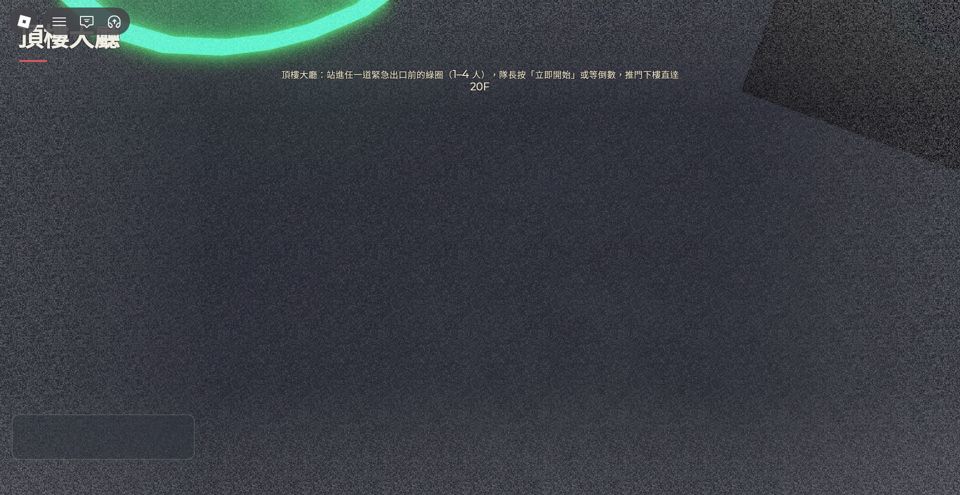 頂樓大廳
頂樓大廳：站進任一道緊急出口前的綠圈（1–4 人），隊長按「立即開始」或等倒數，推門下樓直達
20F